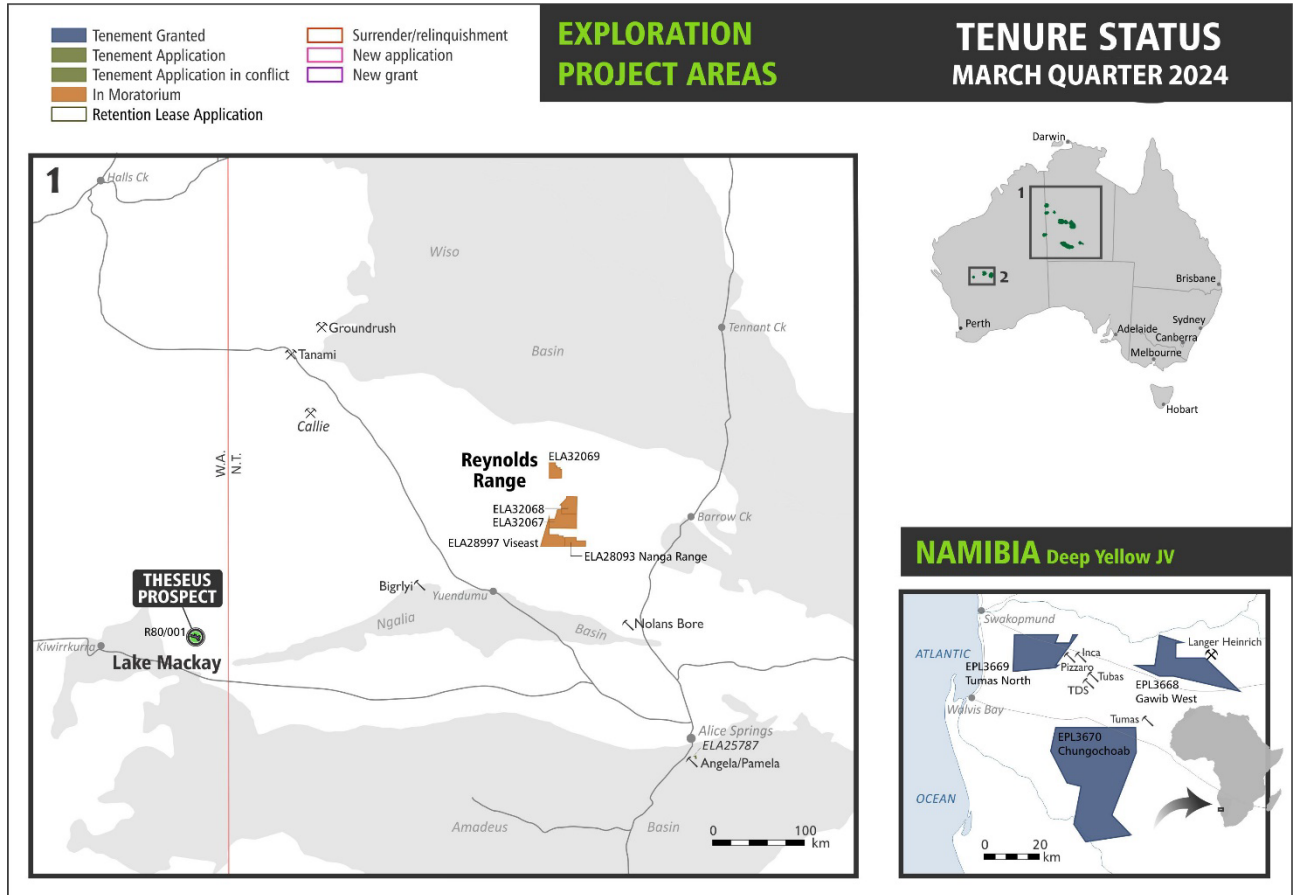 Tenement Granted
Tenement Application
Tenement Application in conflict
In Moratorium
Retention Lease Application
Surrender/relinquishment
New application
New grant
EXPLORATION
PROJECT AREAS
TENURE STATUS
MARCH QUARTER 2024
1
Halls Ck
Wiso
Basin
Groundrush
Tanami
Callie
Tennant Ck
W.A.
N.T.
Reynolds
Range
ELA32069
ELA32068
ELA32067
ELA28997 Viseast
ELA28093 Nanga Range
Barrow Ck
Bigrlyi
Yuendumu
Ngalia
Basin
Nolans Bore
THESEUS
PROSPECT
R80/001
Kiwirrkurra
Lake Mackay
Alice Springs
ELA25787
Angela/Pamela
Amadeus
Basin
0 100
km
Darwin
1
2
Brisbane
Perth
Adelaide
Sydney
Canberra
Melbourne
Hobart
NAMIBIA Deep Yellow JV
Swakopmund
ATLANTIC
Langer Heinrich
Inca
Pizzaro
EPL3669
Tumas North
Tubas
TDS
EPL3668
Gawib West
Walvis Bay
Tumas
EPL3670
Chungochoab
OCEAN
0 20
km